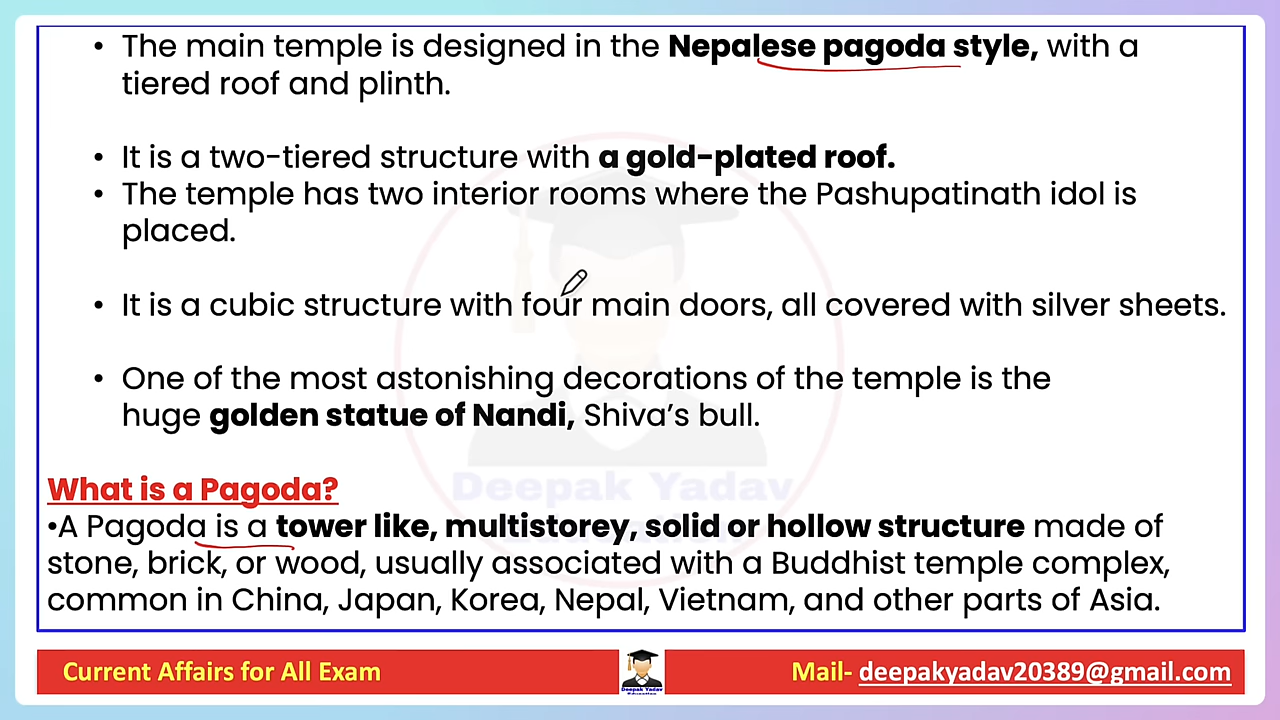 • The main temple is designed in the Nepalese pagoda style, with a
tiered roof and plinth.
• It is a two-tiered structure with a gold-plated roof.
• The temple has two interior rooms where the Pashupatinath idol is
placed.
• It is a cubic structure with four main doors, all covered with silver sheets.
• One of the most astonishing decorations of the temple is the
huge golden statue of Nandi, Shiva’s bull.
Deepak Yadav
What is a Pagoda?
•A Pagoda is a tower like, multistorey, solid or hollow structure made of
stone, brick, or wood, usually associated with a Buddhist temple complex,
common in China, Japan, Korea, Nepal, Vietnam, and other parts of Asia.
Current Affairs for All Exam
Deepak Yadav
Education
Mail- deepakyadav20389@gmail.com